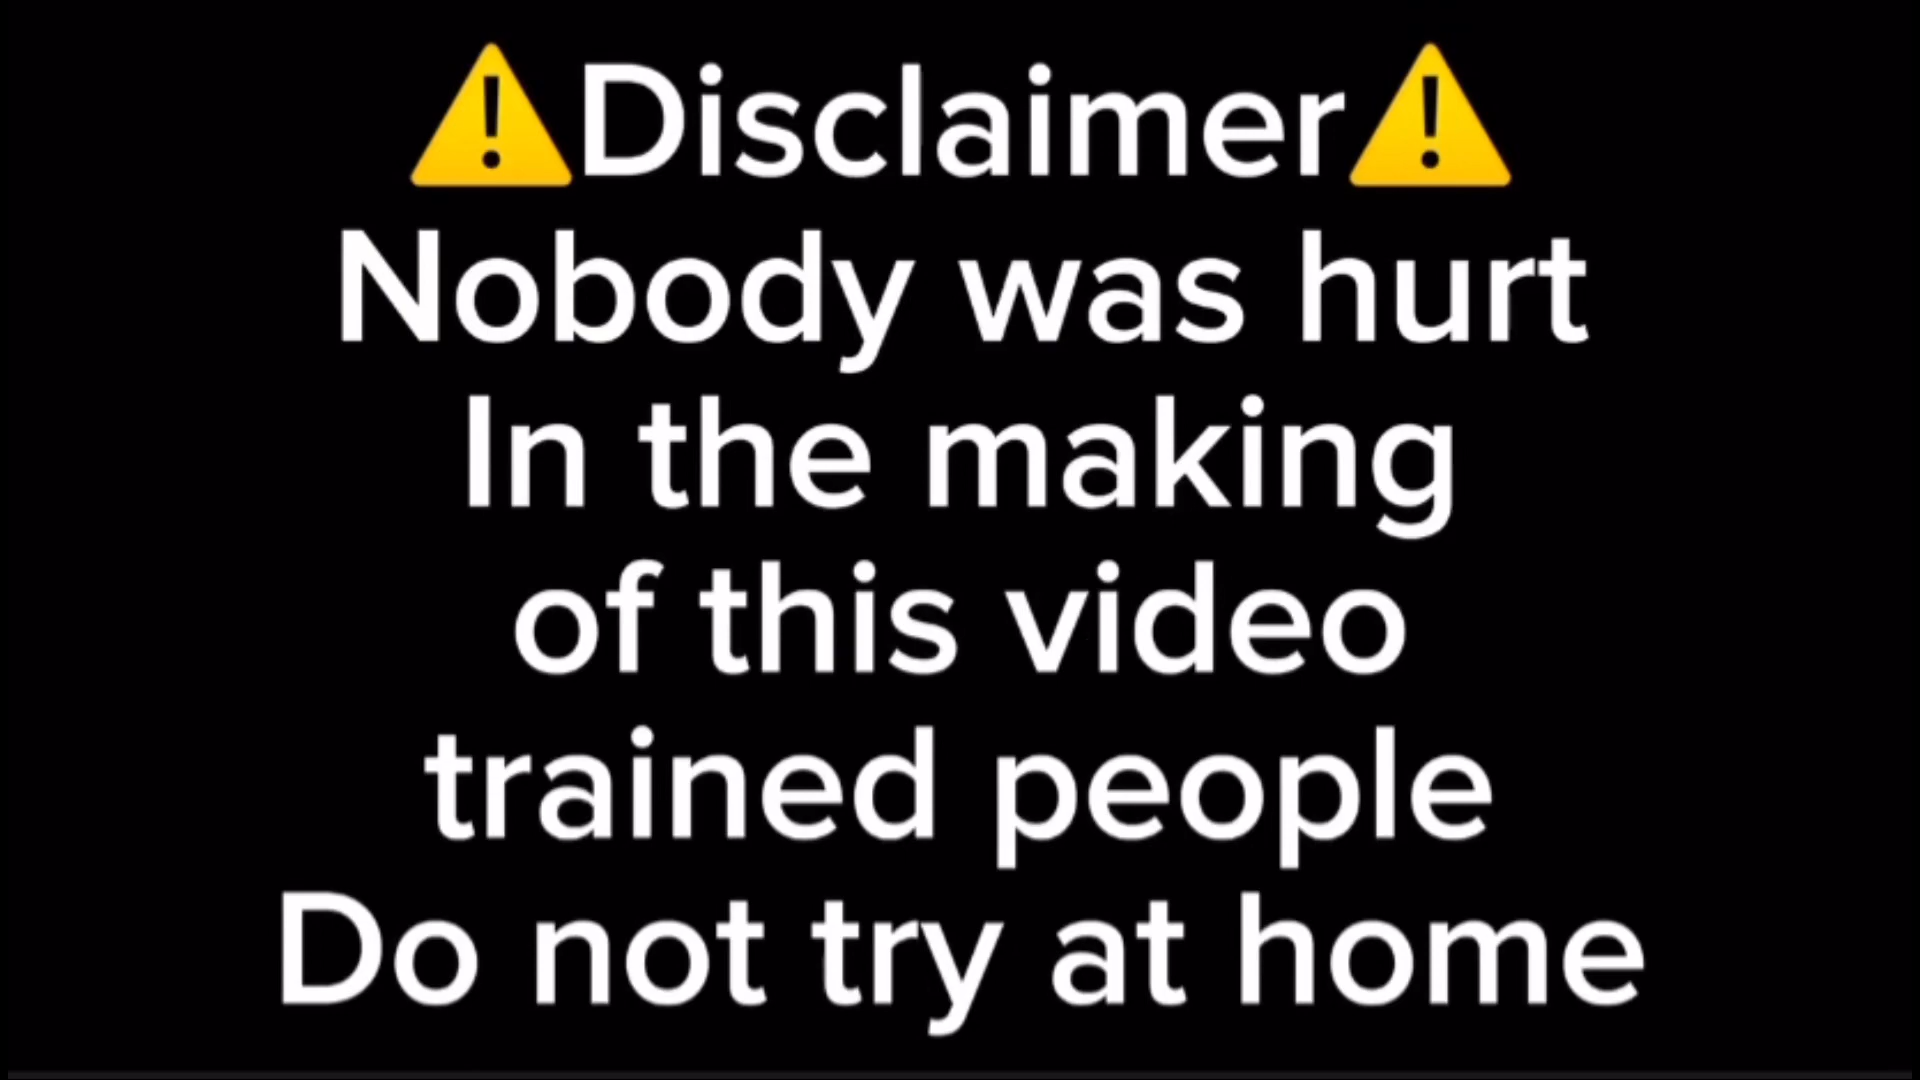 ⚠️Disclaimer⚠️
Nobody was hurt
In the making
of this video
trained people
Do not try at home